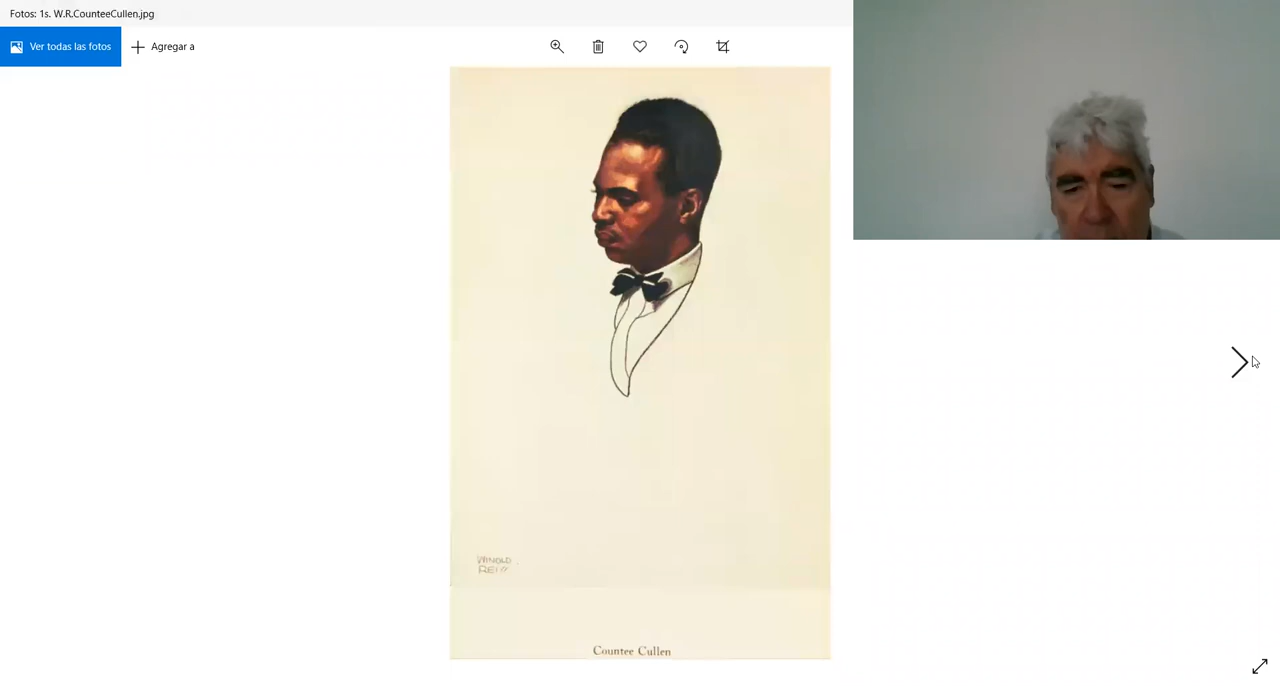 Fotos: 1s. W.R.CounteeCullen.jpg
Ver todas las fotos
Agregar a
WINOLD
REISS
Countee Cullen